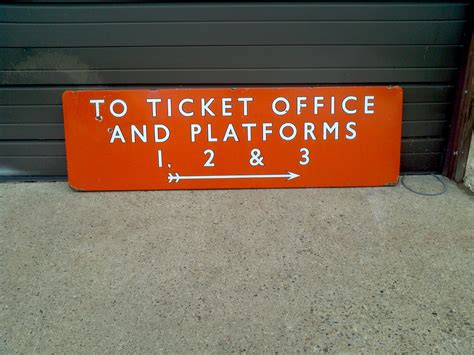 TO TICKET OFFICE
AND PLATFORMS
1, 2 & 3